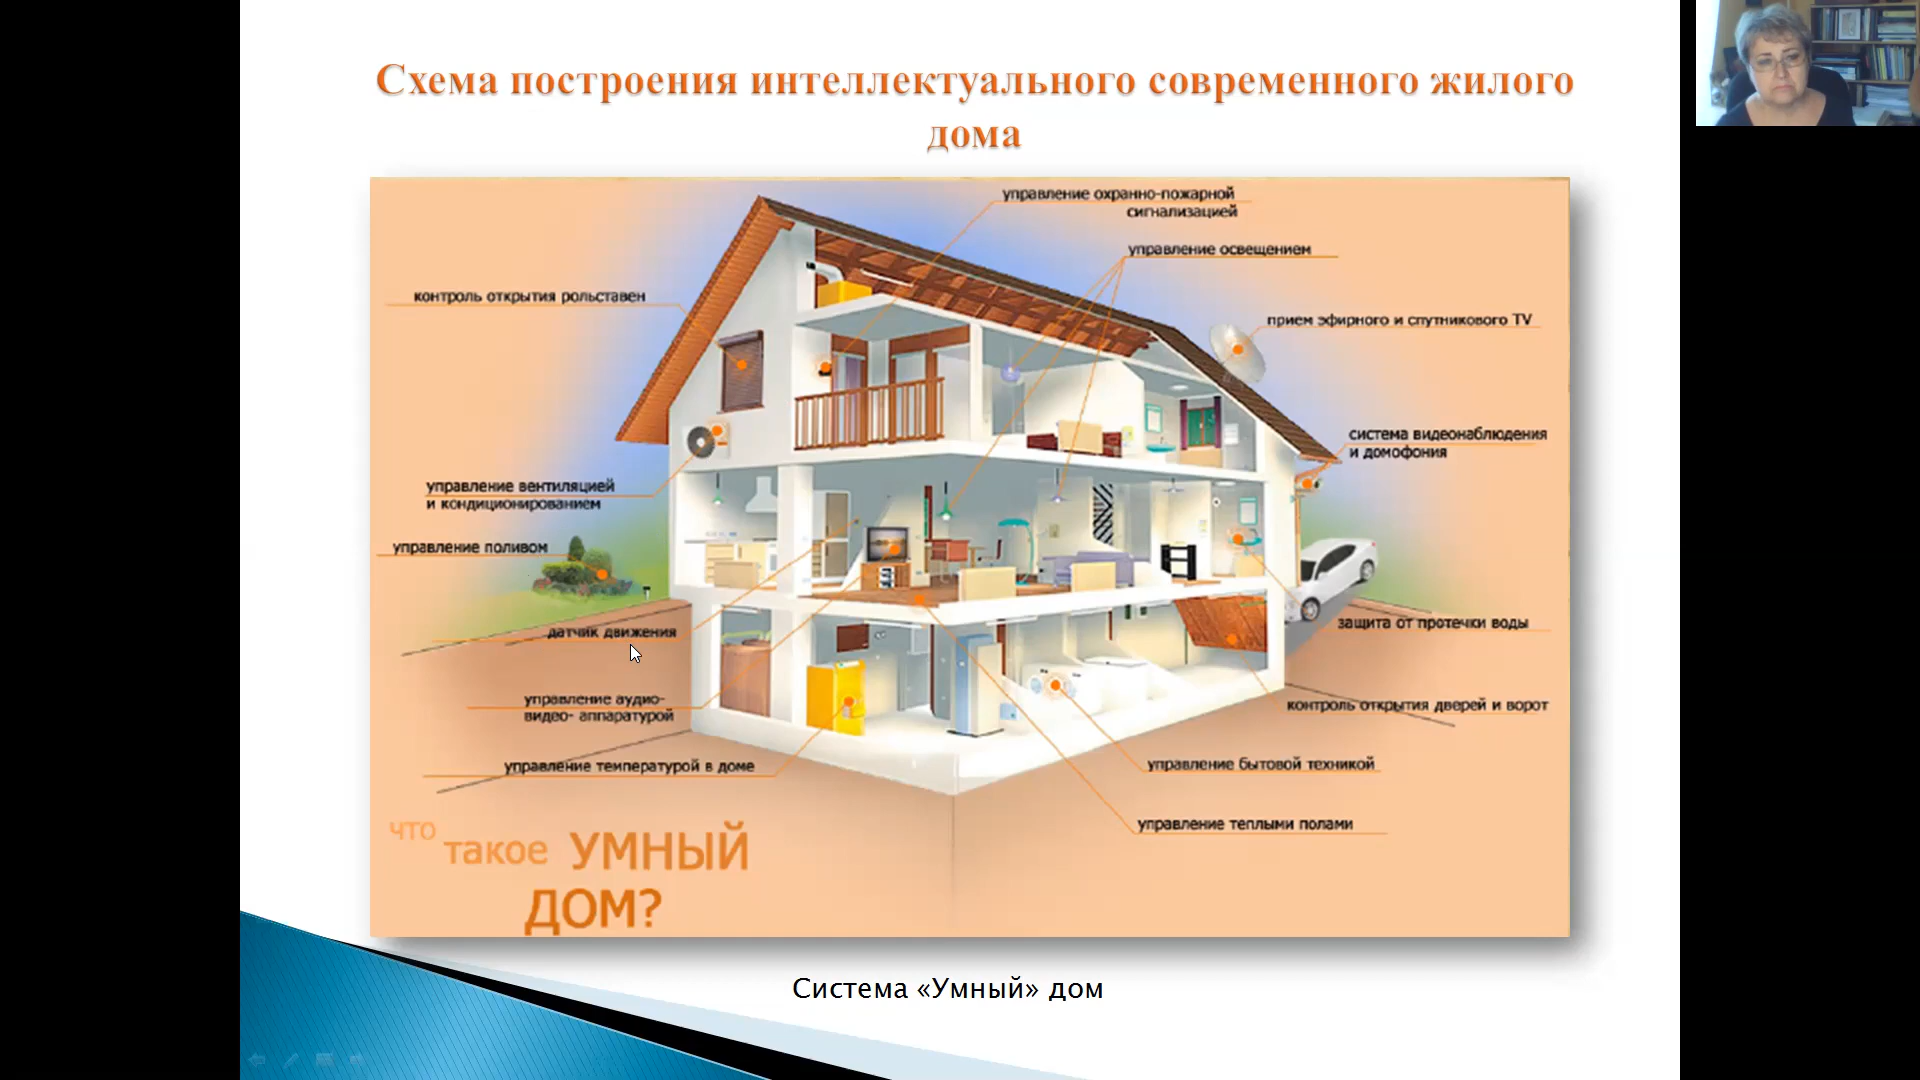 Схема построения интеллектуального современного жилого
дома
управление охранно-пожарной
сигнализацией
управление освещением
контроль открытия рольставен
прием эфирного и спутникового TV
система видеонаблюдения
и домофония
управление вентиляцией
и кондиционированием
управление поливом
датчик движения
защита от протечки воды
управление аудио-
видео- аппаратурой
контроль открытия дверей и ворот
управление температурой в доме
управление бытовой техникой
управление теплыми полами
что
такое УМНЫЙ
ДОМ?
Система «Умный» дом